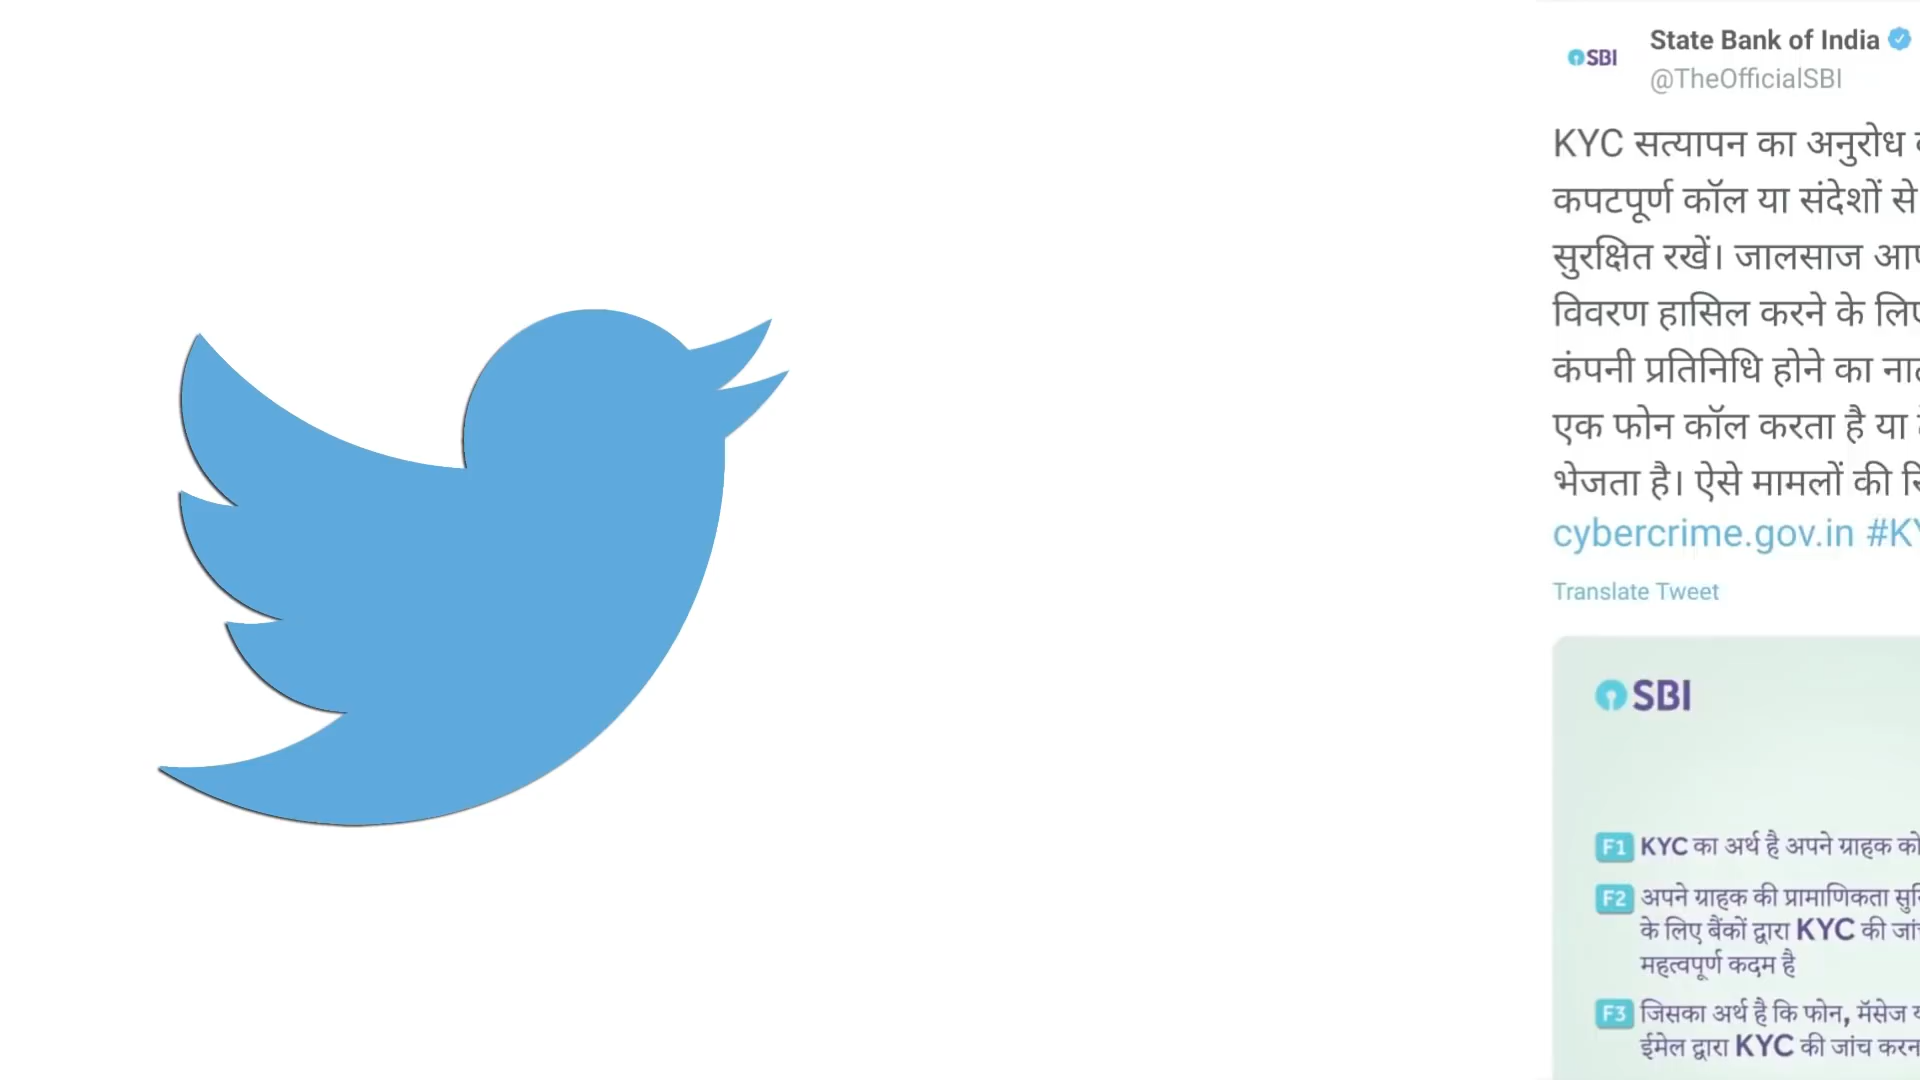 State Bank of India
SBI
@TheOfficialSBI
KYC सत्यापन का अनुरोध
कपटपूर्ण कॉल या संदेशों से
सुरक्षित रखें। जालसाज
विवरण हासिल करने के
कंपनी प्रतिनिधि होने का
एक फोन कॉल करता है या
भेजता है। ऐसे मामलों की
cybercrime.gov.in
Translate Tweet
SBI
F1 KYC का अर्थ है अपने ग्राहक को
F2 अपने ग्राहक की प्रामाणिकता
के लिए बैंकों द्वारा KYC की
महत्वपूर्ण कदम है
F3 जिसका अर्थ है कि फोन, मॅसेज
ईमेल द्वारा KYC की जांच